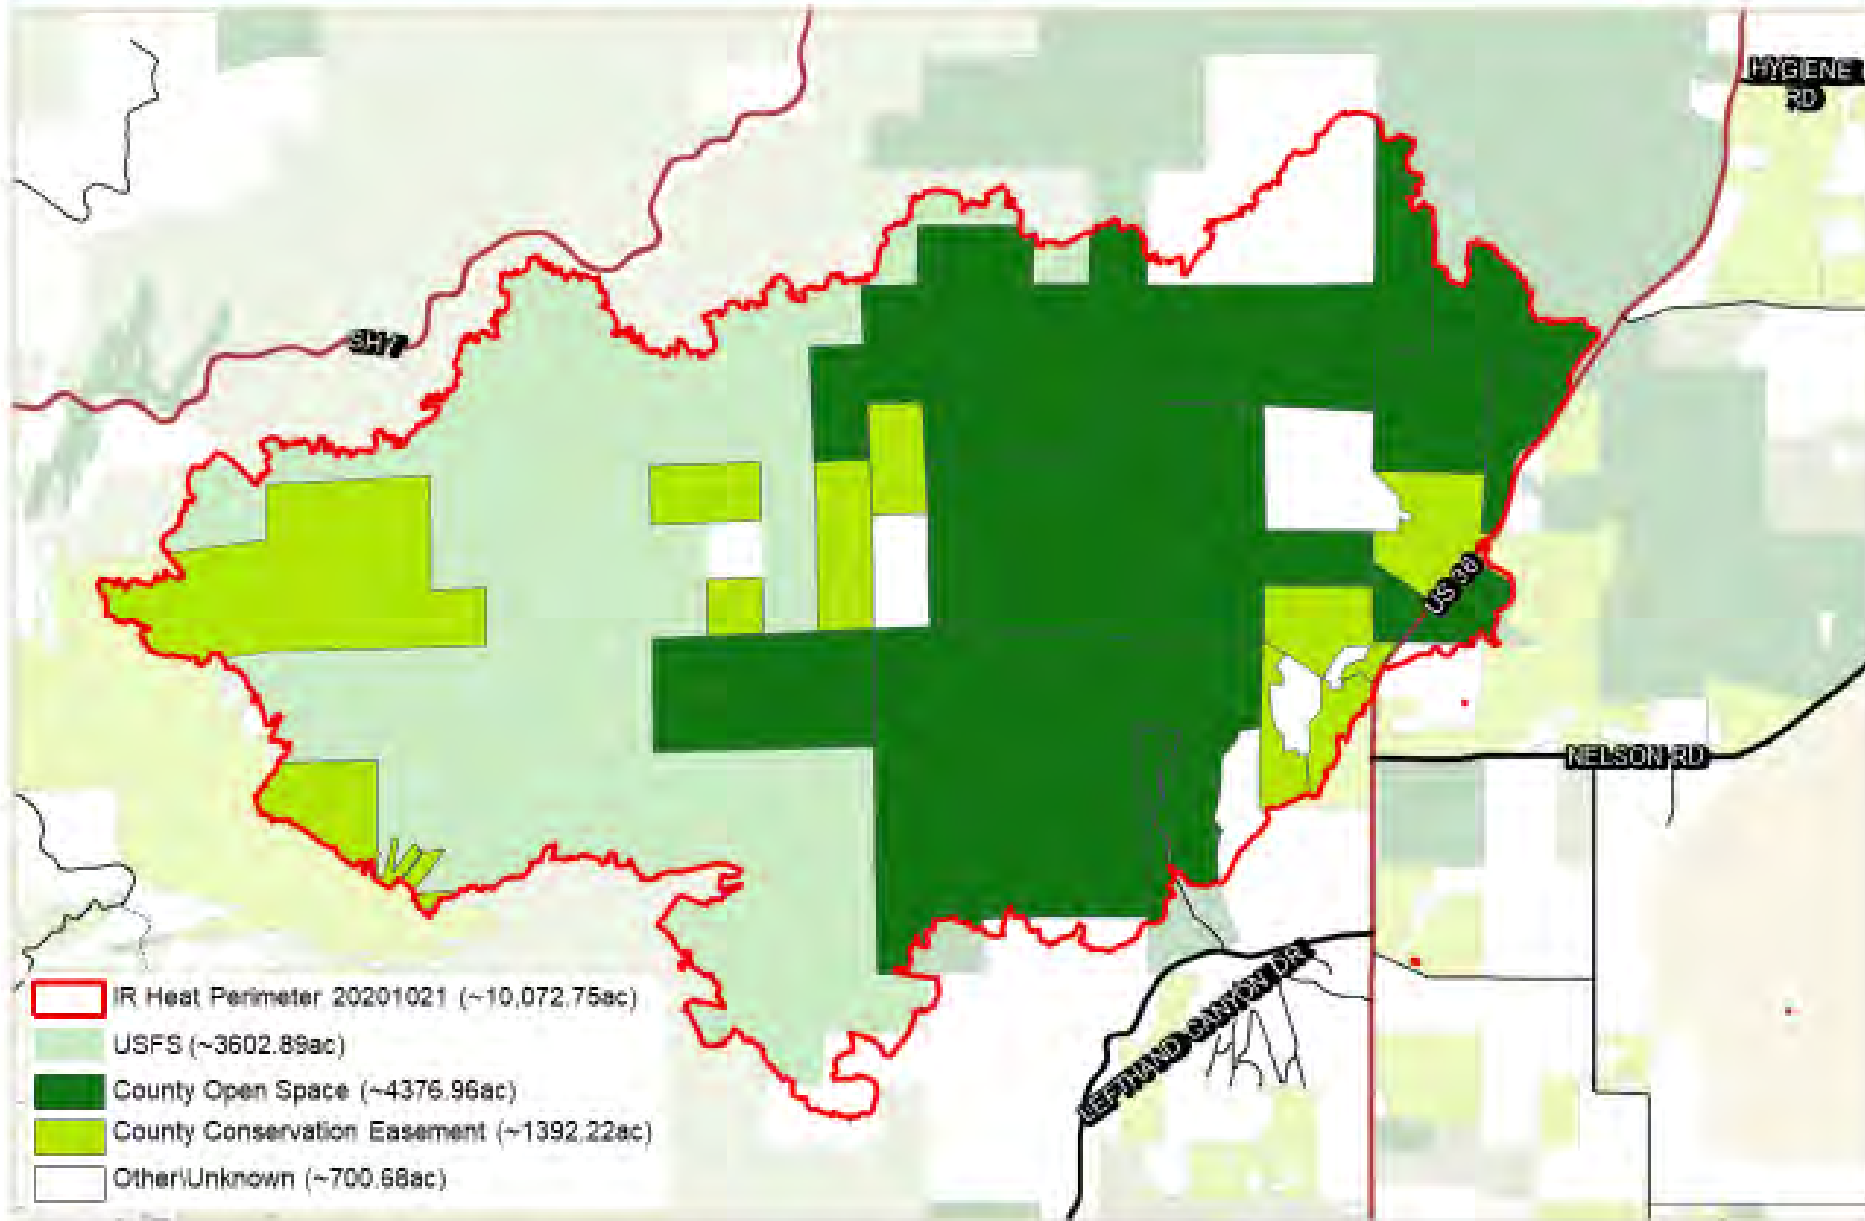 HYGIENE
RD
SH 7
US 36
NELSON RD
LEFTHAND CANYON DR
IR Heat Perimeter 20201021 (~10,072.75ac)
USFS (~3602.89ac)
County Open Space (~4376.96ac)
County Conservation Easement (~1392.22ac)
Other\Unknown (~700.68ac)